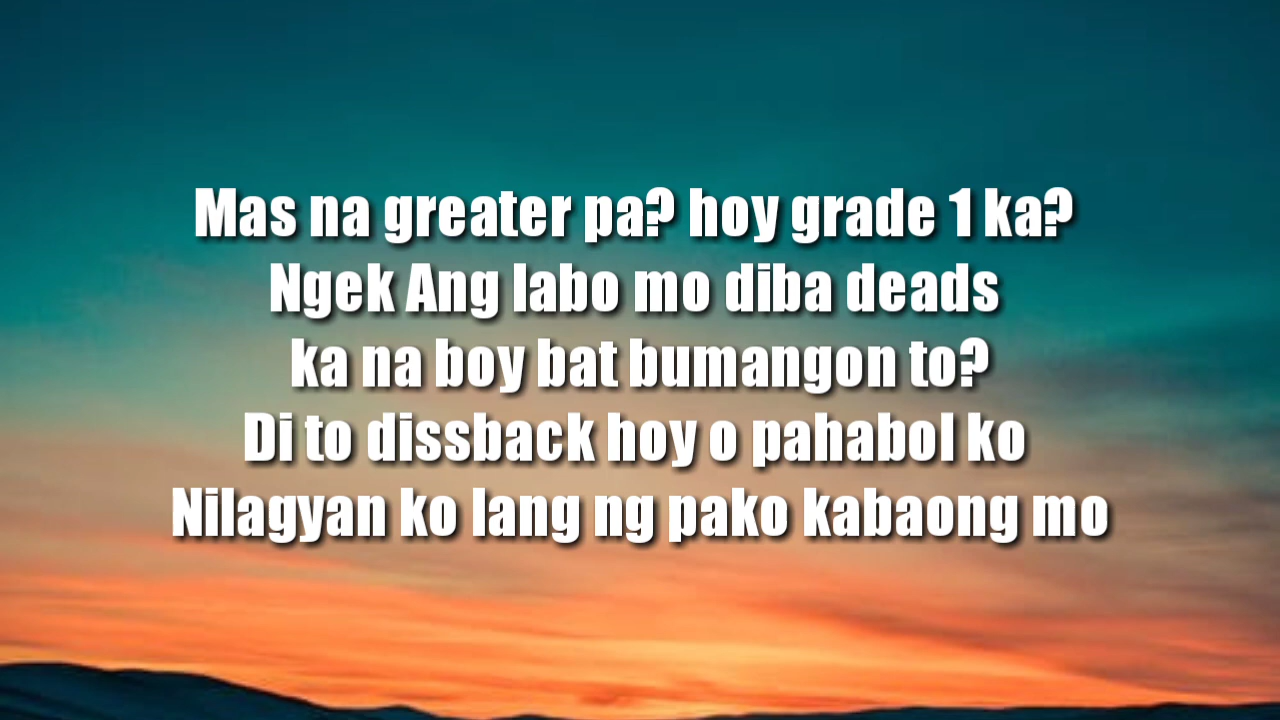 Mas na greater pa? hoy grade 1 ka?
Ngek Ang labo mo diba deads
ka na boy bat bumangon to?
Di to dissback hoy o pahabol ko
Nilagyan ko lang ng pako kabaong mo